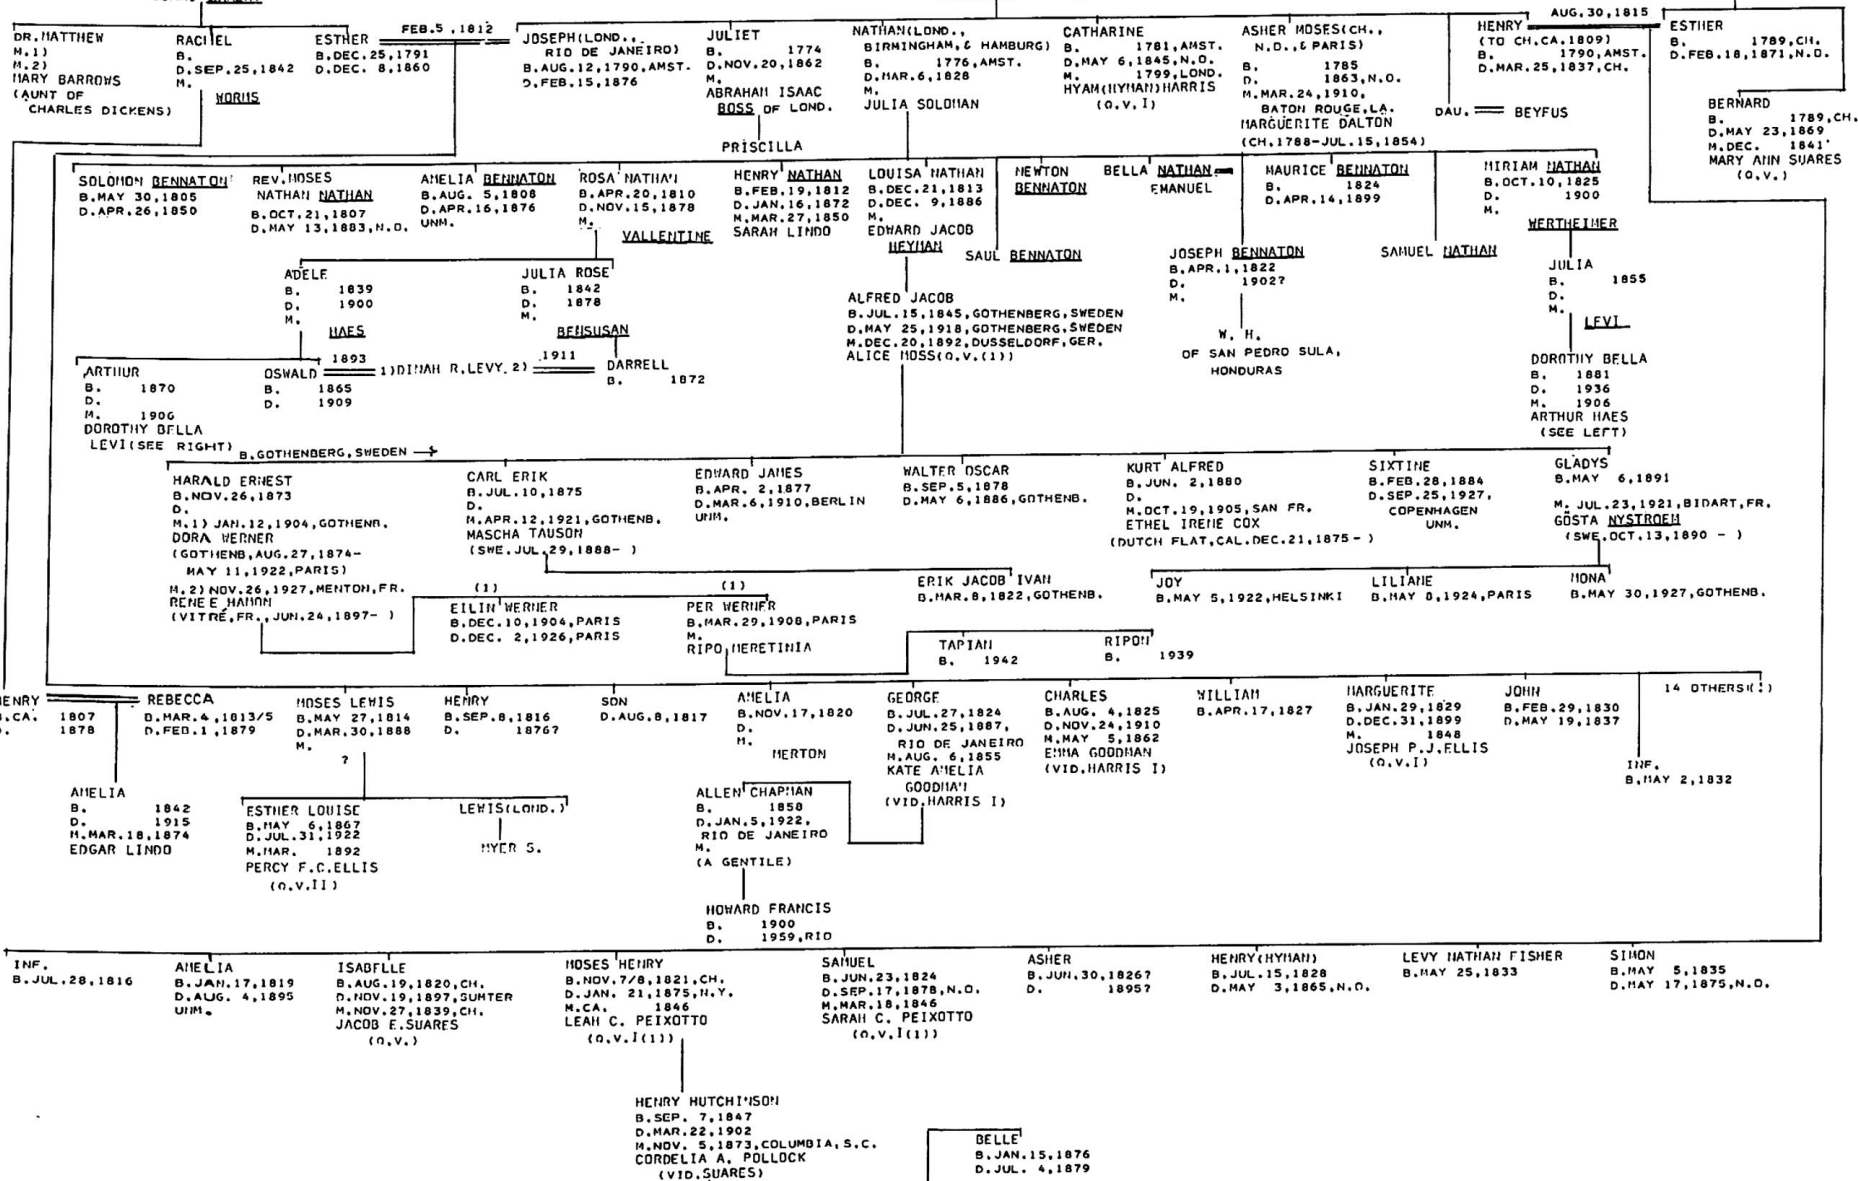 DR. MATTHEW
M.1)
M.2)
MARY BARROWS
(AUNT OF
CHARLES DICKENS)
RACHEL
B.
D.SEP.25,1842
M.
WORMS
ESTHER
B.DEC.25,1791
D.DEC. 8,1860
FEB.5,1812
JOSEPH(LOND.,
RIO DE JANEIRO)
B.AUG.12,1790,AMST.
D.FEB.15,1876
JULIET
B. 1774
D.NOV.20,1862
M.
ABRAHAM ISAAC
BOSS OF LOND.
PRISCILLA
NATHAN(LOND.,
BIRMINGHAM,& HAMBURG)
B. 1776,AMST.
D.MAR.6,1828
M.
JULIA SOLOMAN
CATHARINE
B. 1781,AMST.
D.MAY 6,1845,N.O.
M. 1799,LOND.
HYAM(HYMAN)HARRIS
(Q.V.I)
ASHER MOSES(CH.,
N.O.,& PARIS)
B. 1785
D. 1863,N.O.
M.MAR.24,1910,
BATON ROUGE,LA.
MARGUERITE DALTON
(CH.1788-JUL.15,1854)
DAU. BEYFUS
AUG.30,1815
HENRY
(TO CH.CA.1809)
B. 1790,AMST.
D.MAR.25,1837,CH.
ESTHER
B. 1789,CH.
D.FEB.18,1871,N.O.
BERNARD
B. 1789,CH.
D.MAY 23,1869
M.DEC. 1841
MARY ANN SUARES
(Q.V.)
SOLOMON BENNATON
B.MAY 30,1805
D.APR.26,1850
REV.MOSES
NATHAN NATHAN
B.OCT.21,1807
D.MAY 13,1883,N.O.
AMELIA BENNATON
B.AUG. 5,1808
D.APR.16,1876
UNM.
ROSA NATHAN
B.APR.20,1810
D.NOV.15,1878
M.
VALLENTINE
HENRY NATHAN
B.FEB.19,1812
D.JAN.16,1872
M.MAR.27,1850
SARAH LINDO
LOUISA NATHAN
B.DEC.21,1813
D.DEC. 9,1886
M.
EDWARD JACOB
HEYMAN
SAUL BENNATON
NEWTON
BENNATON
BELLA NATHAN
EMANUEL
MAURICE BENNATON
B. 1824
D.APR.14,1899
JOSEPH BENNATON
B.APR.1,1822
D. 1902?
M.
W. H.
OF SAN PEDRO SULA,
HONDURAS
SAMUEL NATHAN
MIRIAM NATHAN
B.OCT.10,1825
D. 1900
M.
WERTHEIMER
JULIA
B. 1855
D.
M.
LEVI
DOROTHY BELLA
B. 1881
D. 1936
M. 1906
ARTHUR HAES
(SEE LEFT)
ADELE
B. 1839
D. 1900
M.
HAES
JULIA ROSE
B. 1842
D. 1878
M.
BENSUSAN
ALFRED JACOB
B.JUL.15,1845,GOTHENBERG,SWEDEN
D.MAY 25,1918,GOTHENBERG,SWEDEN
M.DEC.20,1892,DUSSELDORF,GER.
ALICE MOSS(Q.V.(1))
ARTHUR
B. 1870
D.
M. 1906
DOROTHY BELLA
LEVI(SEE RIGHT)
1893
OSWALD 1)DINAH R.LEVY.2)
B. 1865
D. 1909
1911
DARRELL
B. 1872
B.GOTHENBERG,SWEDEN →
HARALD ERNEST
B.NOV.26,1873
D.
M.1) JAN.12,1904,GOTHENB.
DORA WERNER
(GOTHENB,AUG.27,1874-
MAY 11,1922,PARIS)
M.2) NOV.26,1927,MENTON,FR.
RENEE HAMON
(VITRÉ,FR.,JUN.24,1897- )
CARL ERIK
B.JUL.10,1875
D.
M.APR.12,1921,GOTHENB.
MASCHA TAUSON
(SWE.JUL.29,1888- )
EDWARD JAMES
B.APR. 2,1877
D.MAR.6,1910,BERLIN
UNM.
WALTER OSCAR
B.SEP.5,1878
D.MAY 6,1886,GOTHENB.
KURT ALFRED
B.JUN. 2,1880
D.
M.OCT.19,1905,SAN FR.
ETHEL IRENE COX
(DUTCH FLAT,CAL.DEC.21,1875- )
SIXTINE
B.FEB.28,1884
D.SEP.25,1927,
COPENHAGEN
UNM.
GLADYS
B.MAY 6,1891
M. JUL.23,1921,BIDART,FR.
GÖSTA NYSTROEM
(SWE.OCT.13,1890 - )
(1)
EILIN WERNER
B.DEC.10,1904,PARIS
D.DEC. 2,1926,PARIS
(1)
PER WERNER
B.MAR.29,1908,PARIS
M.
RIPO MERETINIA
ERIK JACOB IVAN
B.MAR.8,1822,GOTHENB.
JOY
B.MAY 5,1922,HELSINKI
LILIANE
B.MAY 8,1924,PARIS
MONA
B.MAY 30,1927,GOTHENB.
TAPIAN
B. 1942
RIPON
B. 1939
HENRY
B.CA. 1807
1878
REBECCA
B.MAR.4,1813/5
D.FEB.1,1879
MOSES LEWIS
B.MAY 27,1814
D.MAR.30,1888
M.
?
HENRY
B.SEP.8,1816
D. 1876?
SON
D.AUG.8,1817
AMELIA
B.NOV.17,1820
D.
M.
MERTON
GEORGE
B.JUL.27,1824
D.JUN.25,1887,
RIO DE JANEIRO
M.AUG. 6,1855
KATE AMELIA
GOODMAN
(VID.HARRIS I)
CHARLES
B.AUG. 4,1825
D.NOV.24,1910
M.MAY 5,1862
EMMA GOODMAN
(VID.HARRIS I)
WILLIAM
B.APR.17,1827
MARGUERITE
B.JAN.29,1829
D.DEC.31,1899
M. 1848
JOSEPH P.J.ELLIS
(Q.V.I)
JOHN
B.FEB.29,1830
D.MAY 19,1837
INF.
B.MAY 2,1832
14 OTHERS(!)
AMELIA
B. 1842
D. 1915
M.MAR.18,1874
EDGAR LINDO
ESTHER LOUISE
B.MAY 6,1867
D.JUL.31,1922
M.MAR. 1892
PERCY F.C.ELLIS
(Q.V.II)
LEWIS(LOND.)
MYER S.
ALLEN CHAPMAN
B. 1858
D.JAN.5,1922,
RIO DE JANEIRO
M.
(A GENTILE)
HOWARD FRANCIS
B. 1900
D. 1959,RIO
INF.
B.JUL.28,1816
AMELIA
B.JAN.17,1819
D.AUG. 4,1895
UNM.
ISABELLE
B.AUG.19,1820,CH.
D.NOV.19,1897,SUMTER
M.NOV.27,1839,CH.
JACOB E.SUARES
(Q.V.)
MOSES HENRY
B.NOV.7/8,1821,CH.
D.JAN. 21,1875,N.Y.
M.CA. 1846
LEAH C. PEIXOTTO
(Q.V.I(1))
SAMUEL
B.JUN.23,1824
D.SEP.17,1878,N.O.
M.MAR.18,1846
SARAH C. PEIXOTTO
(Q.V.I(1))
ASHER
B.JUN.30,1826?
D. 1895?
HENRY(HYMAN)
B.JUL.15,1828
D.MAY 3,1865,N.O.
LEVY NATHAN FISHER
B.MAY 25,1833
SIMON
B.MAY 5,1835
D.MAY 17,1875,N.O.
HENRY HUTCHINSON
B.SEP. 7,1847
D.MAR.22,1902
M.NOV. 5,1873,COLUMBIA,S.C.
CORDELIA A. POLLOCK
(VID.SUARES)
BELLE
B.JAN.15,1876
D.JUL. 4,1879